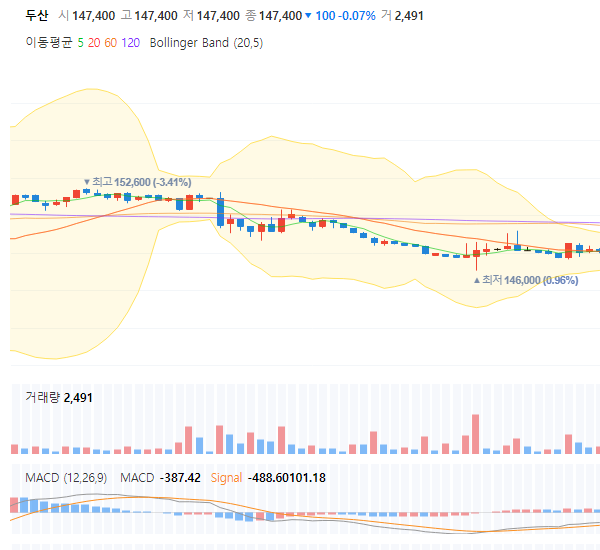 두산 시 147,400 고 147,400 저 147,400 종 147,400 ▼ 100 -0.07% 거 2,491
이동평균 5 20 60 120 Bollinger Band (20,5)
▼최고 152,600 (-3.41%)
▲최저 146,000 (0.96%)
거래량 2,491
MACD (12,26,9) MACD -387.42 Signal -488.60101.18